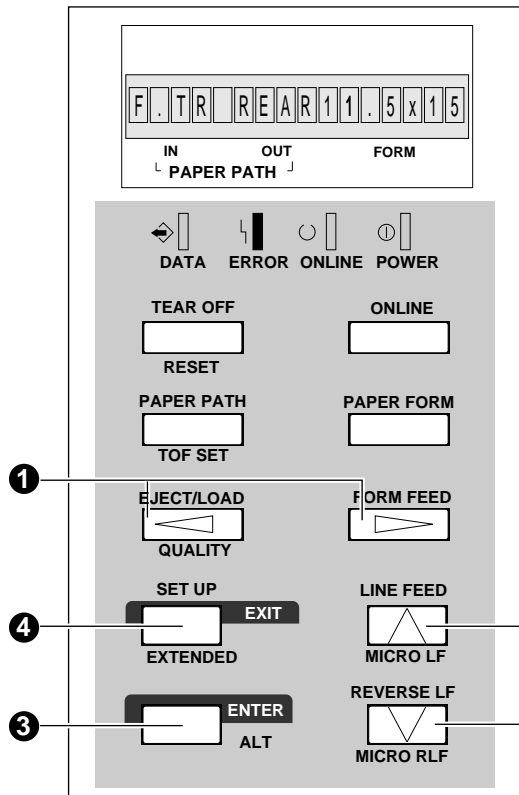 F.TR REAR11.5x15
IN OUT FORM
PAPER PATH
DATA ERROR ONLINE POWER
TEAR OFF ONLINE
RESET
PAPER PATH PAPER FORM
TOF SET
1
EJECT/LOAD FORM FEED
QUALITY
SET UP LINE FEED
EXIT
4
EXTENDED MICRO LF
REVERSE LF
ENTER
3
ALT
MICRO RLF